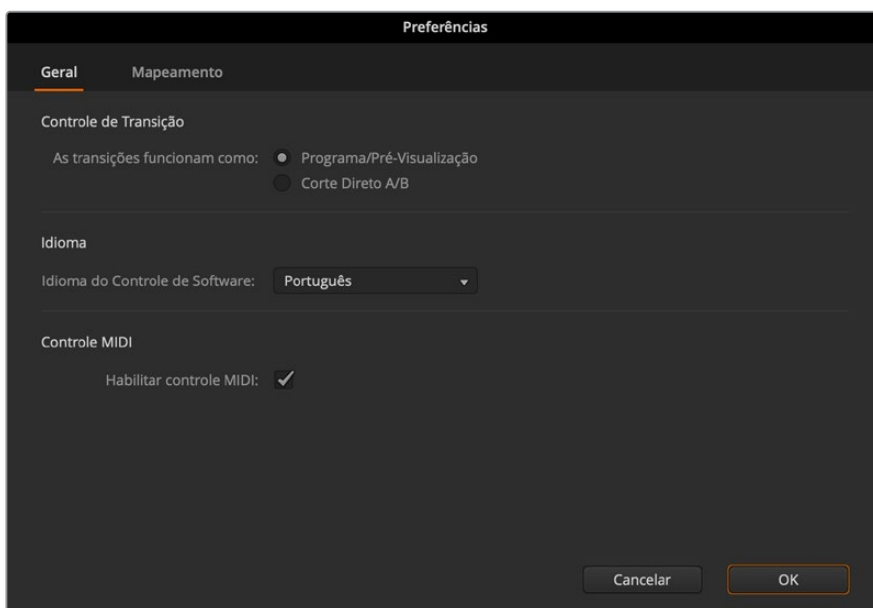 Preferências
Geral Mapeamento
Controle de Transição
As transições funcionam como: Programa/Pré-Visualização
Corte Direto A/B
Idioma
Idioma do Controle de Software: Português
Controle MIDI
Habilitar controle MIDI:
Cancelar OK